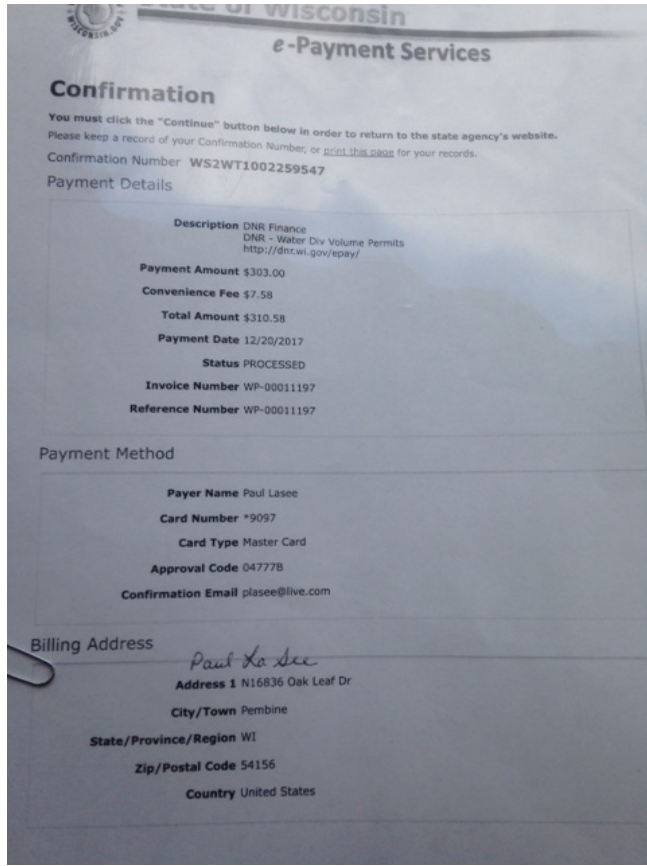 WISCONSIN.GOV
State of Wisconsin
e-Payment Services
Confirmation
You must click the "Continue" button below in order to return to the state agency's website.
Please keep a record of your Confirmation Number, or print this page for your records.
Confirmation Number WS2WT1002259547
Payment Details
Description DNR Finance
DNR - Water Div Volume Permits
http://dnr.wi.gov/epay/
Payment Amount $303.00
Convenience Fee $7.58
Total Amount $310.58
Payment Date 12/20/2017
Status PROCESSED
Invoice Number WP-00011197
Reference Number WP-00011197
Payment Method
Payer Name Paul Lasee
Card Number *9097
Card Type Master Card
Approval Code 04777B
Confirmation Email plasee@live.com
Billing Address
Paul La See
Address 1 N16836 Oak Leaf Dr
City/Town Pembine
State/Province/Region WI
Zip/Postal Code 54156
Country United States